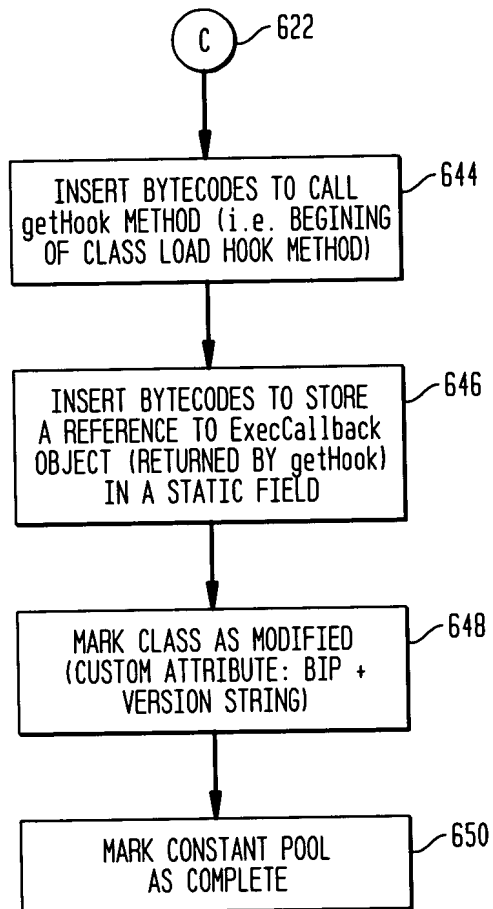 C
622
INSERT BYTECODES TO CALL
getHook METHOD (i.e. BEGINING
OF CLASS LOAD HOOK METHOD)
644
INSERT BYTECODES TO STORE
A REFERENCE TO ExecCallback
OBJECT (RETURNED BY getHook)
IN A STATIC FIELD
646
MARK CLASS AS MODIFIED
(CUSTOM ATTRIBUTE: BIP +
VERSION STRING)
648
MARK CONSTANT POOL
AS COMPLETE
650